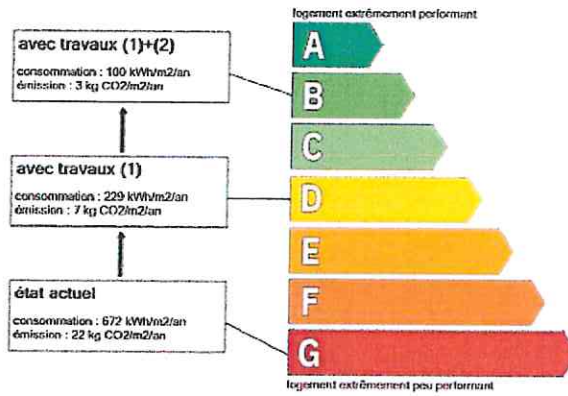 logement extrêmement performant
avec travaux (1)+(2)
consommation : 100 kWh/m2/an
émission : 3 kg CO2/m2/an
avec travaux (1)
consommation : 229 kWh/m2/an
émission : 7 kg CO2/m2/an
état actuel
consommation : 672 kWh/m2/an
émission : 22 kg CO2/m2/an
A
B
C
D
E
F
G
logement extrêmement peu performant